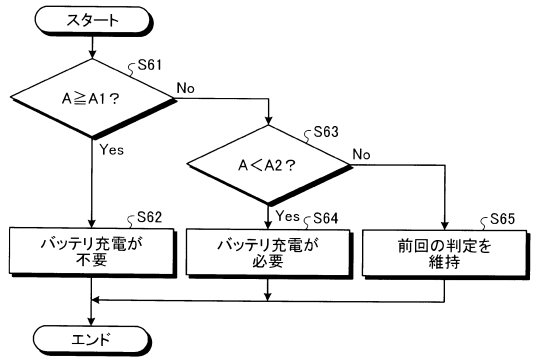 スタート
S61
A≧A1?
No
Yes
S63
A<A2?
No
Yes
S62
バッテリ充電が
不要
S64
バッテリ充電が
必要
S65
前回の判定を
維持
エンド